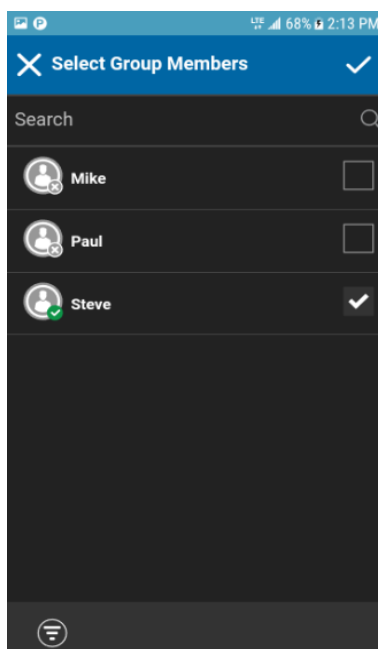 LTE 68% 2:13 PM
Select Group Members
Search
Mike
Paul
Steve